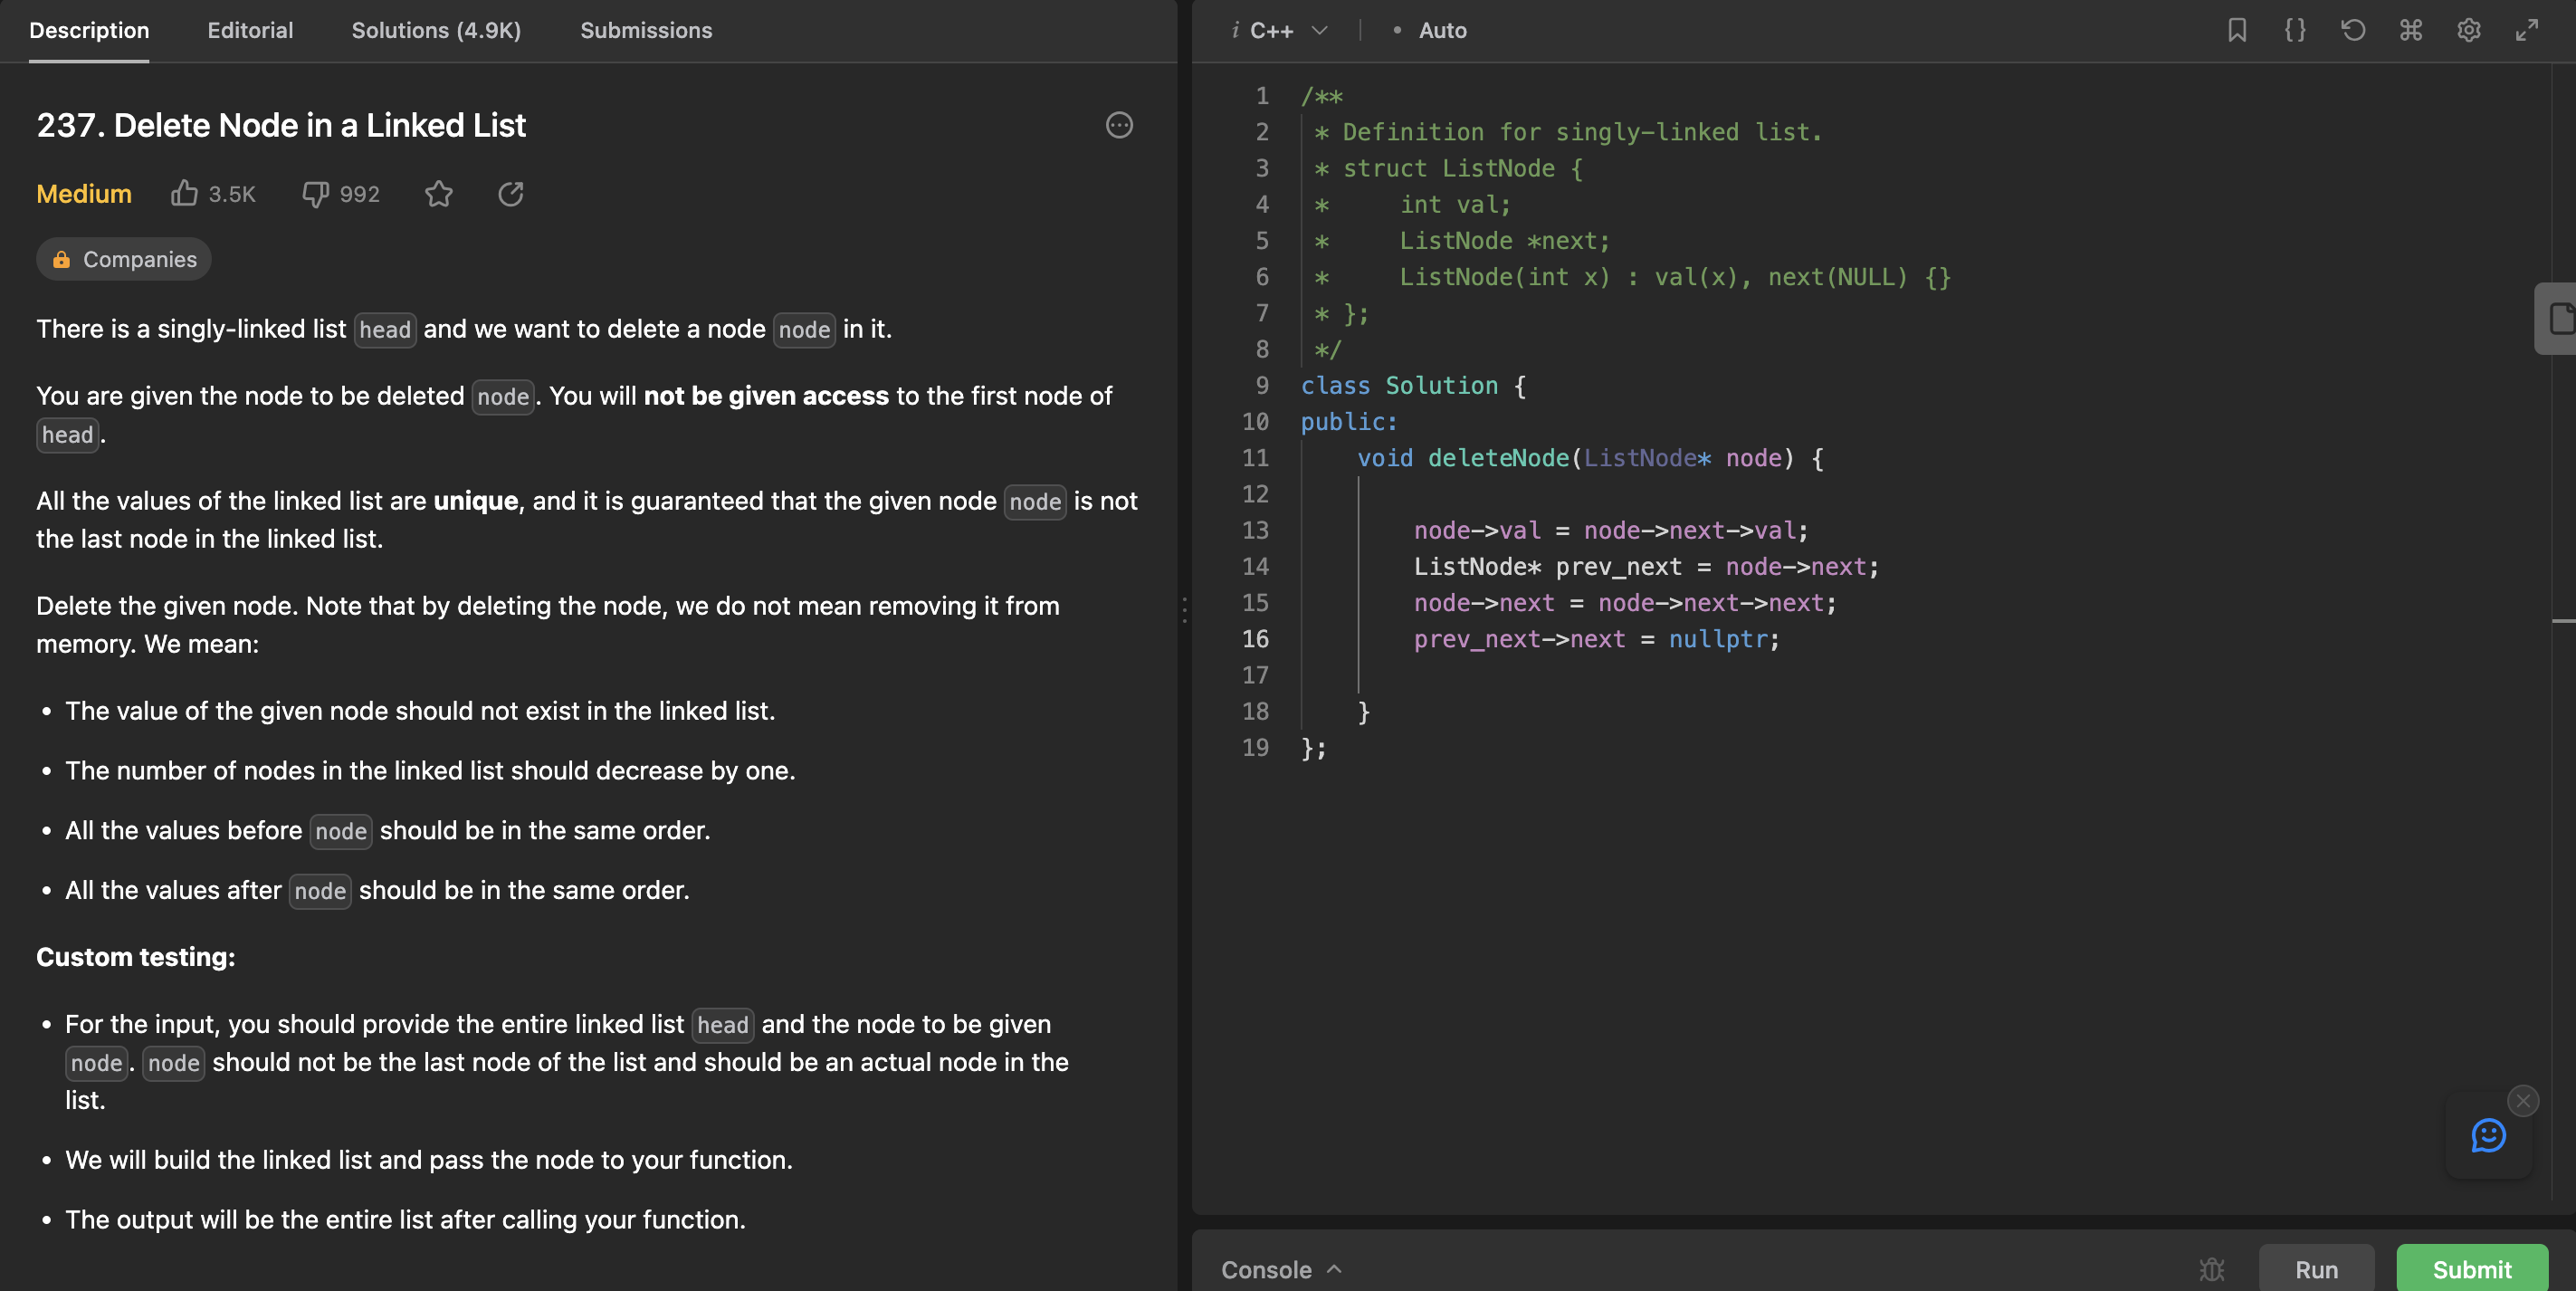 Description Editorial Solutions (4.9K) Submissions
237. Delete Node in a Linked List
Medium 3.5K 992
Companies
There is a singly-linked list head and we want to delete a node node in it.
You are given the node to be deleted node. You will not be given access to the first node of
head.
All the values of the linked list are unique, and it is guaranteed that the given node node is not
the last node in the linked list.
Delete the given node. Note that by deleting the node, we do not mean removing it from
memory. We mean:
• The value of the given node should not exist in the linked list.
• The number of nodes in the linked list should decrease by one.
• All the values before node should be in the same order.
• All the values after node should be in the same order.
Custom testing:
• For the input, you should provide the entire linked list head and the node to be given
node. node should not be the last node of the list and should be an actual node in the
list.
• We will build the linked list and pass the node to your function.
• The output will be the entire list after calling your function.
i C++ • Auto
1 /**
2  * Definition for singly-linked list.
3  * struct ListNode {
4  *     int val;
5  *     ListNode *next;
6  *     ListNode(int x) : val(x), next(NULL) {}
7  * };
8  */
9 class Solution {
10 public:
11     void deleteNode(ListNode* node) {
12
13         node->val = node->next->val;
14         ListNode* prev_next = node->next;
15         node->next = node->next->next;
16         prev_next->next = nullptr;
17
18     }
19 };
Console Run Submit